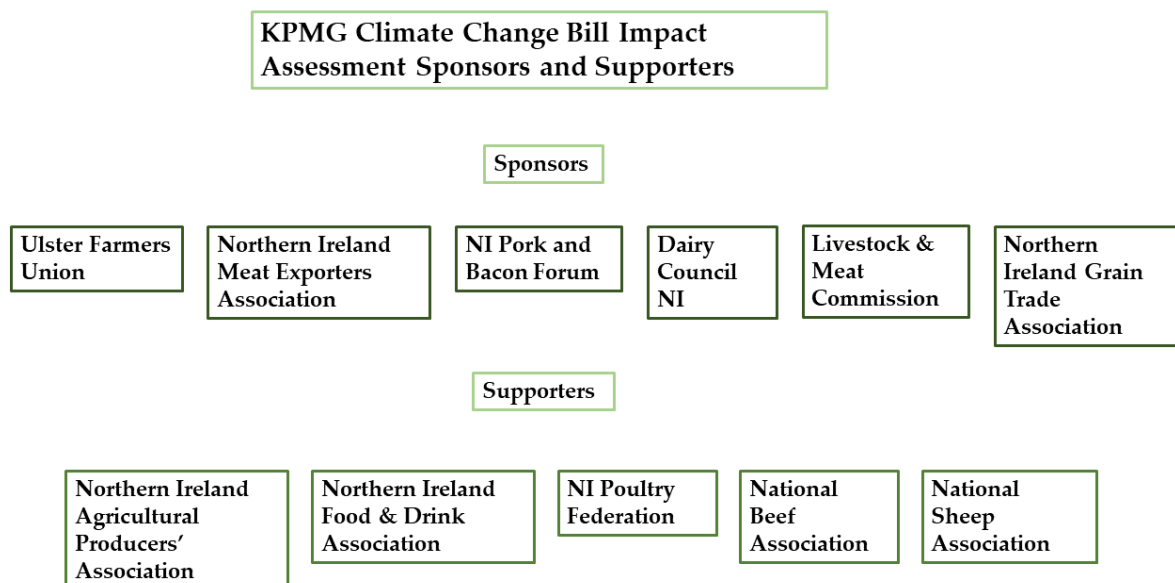 KPMG Climate Change Bill Impact
Assessment Sponsors and Supporters
Sponsors
Ulster Farmers
Union
Northern Ireland
Meat Exporters
Association
NI Pork and
Bacon Forum
Dairy
Council
NI
Livestock &
Meat
Commission
Northern
Ireland Grain
Trade
Association
Supporters
Northern Ireland
Agricultural
Producers’
Association
Northern Ireland
Food & Drink
Association
NI Poultry
Federation
National
Beef
Association
National
Sheep
Association